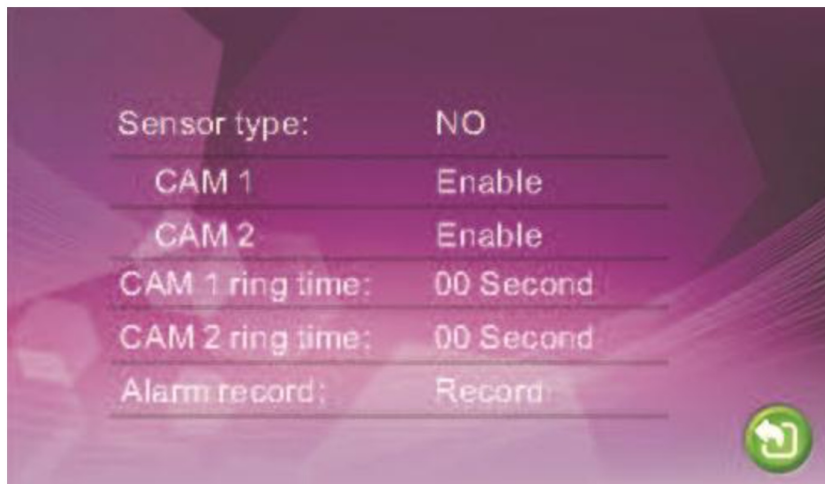 Sensor type: NO
CAM 1 Enable
CAM 2 Enable
CAM 1 ring time: 00 Second
CAM 2 ring time: 00 Second
Alarm record: Record